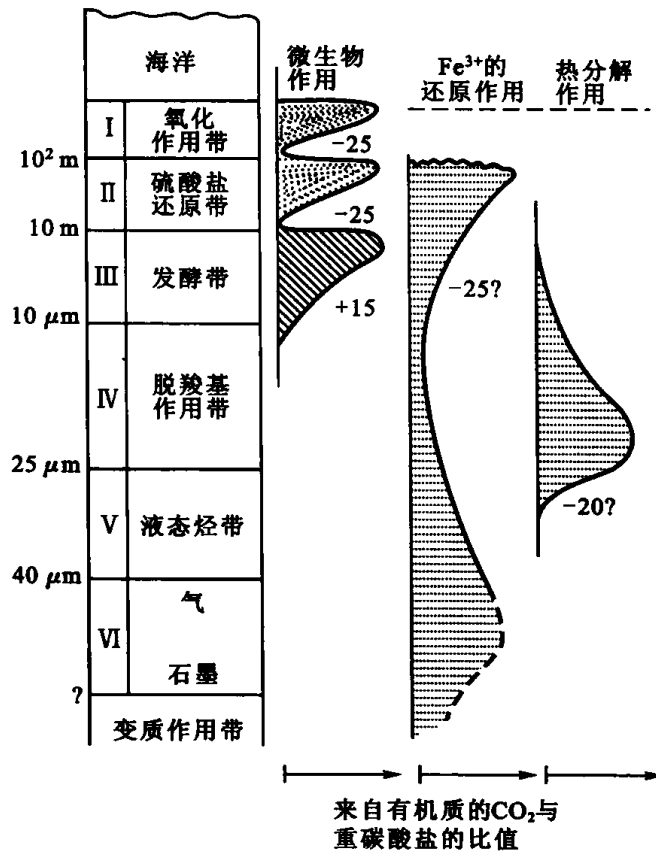 海洋
微生物
作用
Fe³⁺的
还原作用
热分解
作用
I
氧化
作用带
−25
10² m
II
硫酸盐
还原带
−25
10 m
III
发酵带
+15
−25?
10 μm
IV
脱羧基
作用带
25 μm
−20?
V
液态烃带
40 μm
VI
气
石墨
?
变质作用带
来自有机质的CO₂与
重碳酸盐的比值